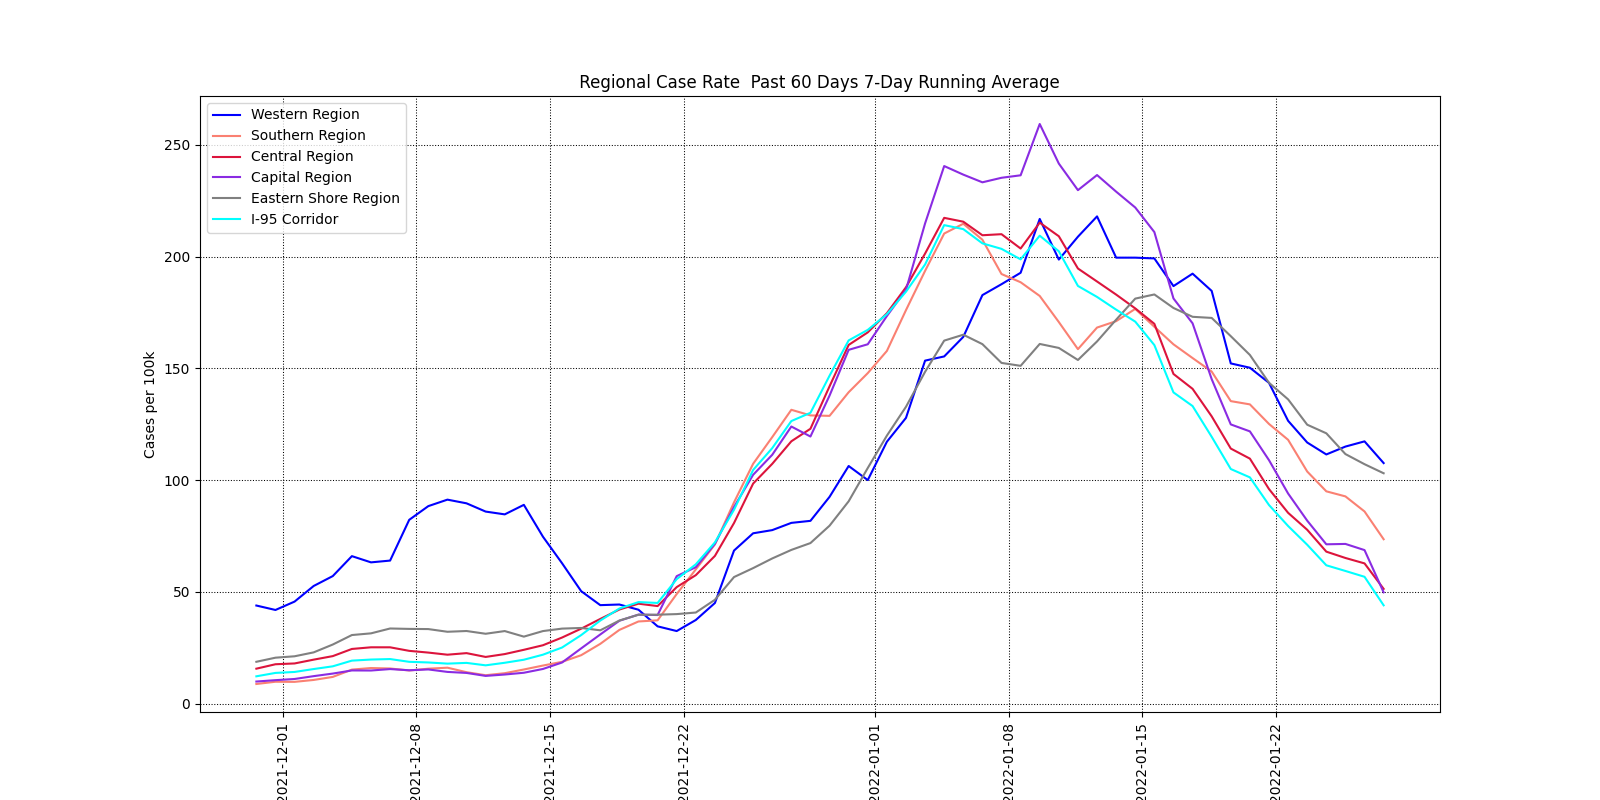 Regional Case Rate  Past 60 Days 7-Day Running Average
Western Region
Southern Region
Central Region
Capital Region
Eastern Shore Region
I-95 Corridor
Cases per 100k
250
200
150
100
50
0
2021-12-01
2021-12-08
2021-12-15
2021-12-22
2022-01-01
2022-01-08
2022-01-15
2022-01-22